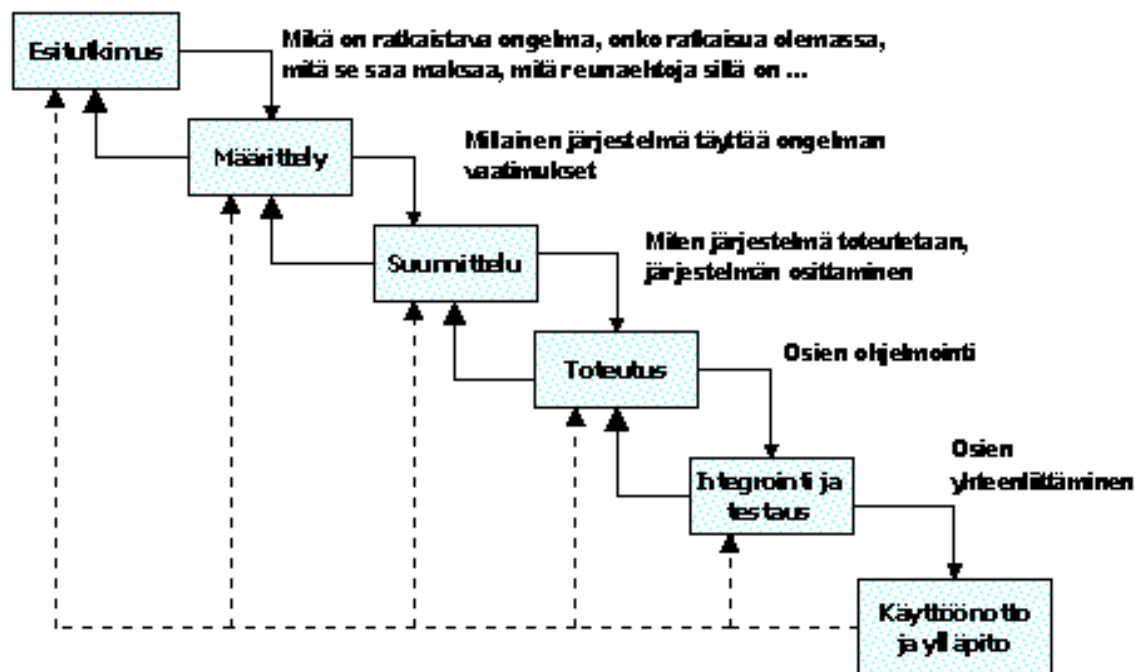 Esitutkimus
Mikä on ratkaistava ongelma, onko ratkaisua olemassa,
mitä se saa maksaa, mitä reunaehtoja sillä on ...
Määrittely
Millainen järjestelmä täyttää ongelman
vaatimukset
Suunnittelu
Miten järjestelmä toteutetaan,
järjestelmän osittaminen
Toteutus
Osien ohjelmointi
Integrointi ja
testaus
Osien
yhteenliittäminen
Käyttöönotto
ja ylläpito